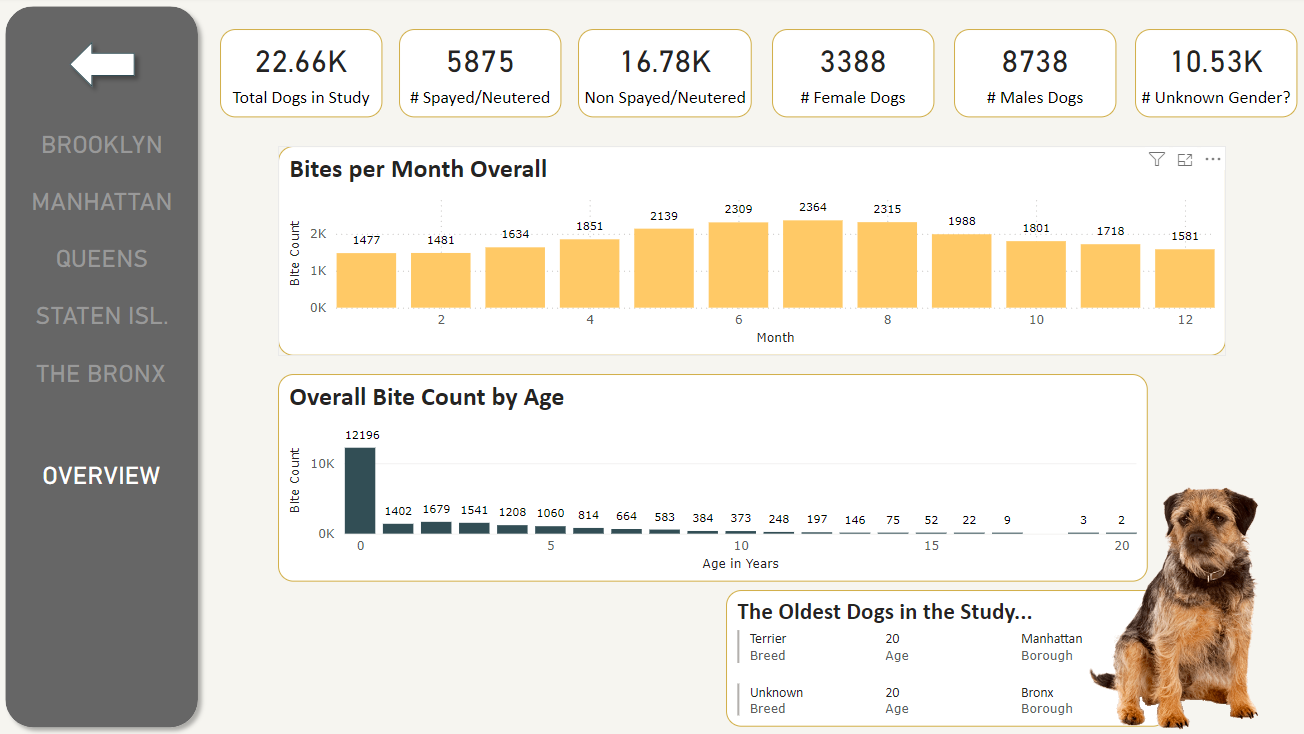 BROOKLYN
MANHATTAN
QUEENS
STATEN ISL.
THE BRONX
OVERVIEW
22.66K 5875 16.78K 3388 8738 10.53K
Total Dogs in Study # Spayed/Neutered Non Spayed/Neutered # Female Dogs # Males Dogs # Unknown Gender?
Bites per Month Overall
Bite Count
2K
1K
0K
1477 1481 1634 1851 2139 2309 2364 2315 1988 1801 1718 1581
2 4 6 8 10 12
Month
Overall Bite Count by Age
Bite Count
10K
0K
12196 1402 1679 1541 1208 1060 814 664 583 384 373 248 197 146 75 52 22 9 3 2
0 5 10 15 20
Age in Years
The Oldest Dogs in the Study...
Terrier 20 Manhattan
Breed Age Borough
Unknown 20 Bronx
Breed Age Borough